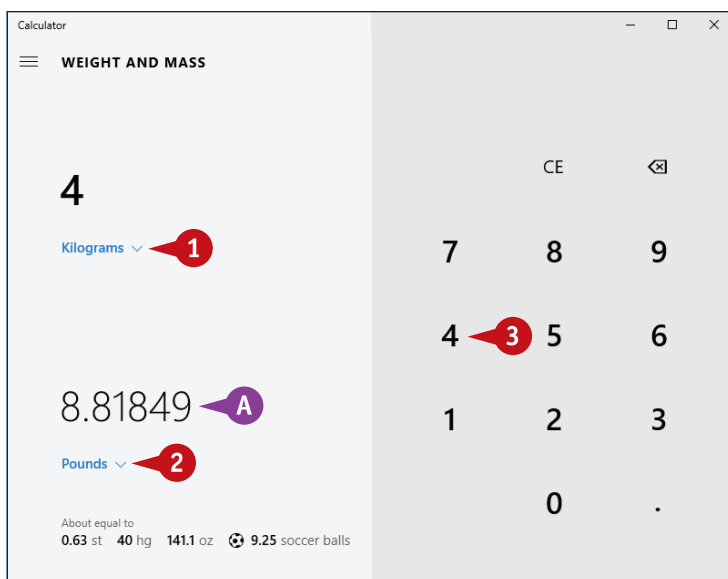 Calculator
WEIGHT AND MASS
CE
4
Kilograms 1
7 8 9
4 3 5 6
8.81849 A
1 2 3
Pounds 2
0 .
About equal to
0.63 st 40 hg 141.1 oz 9.25 soccer balls